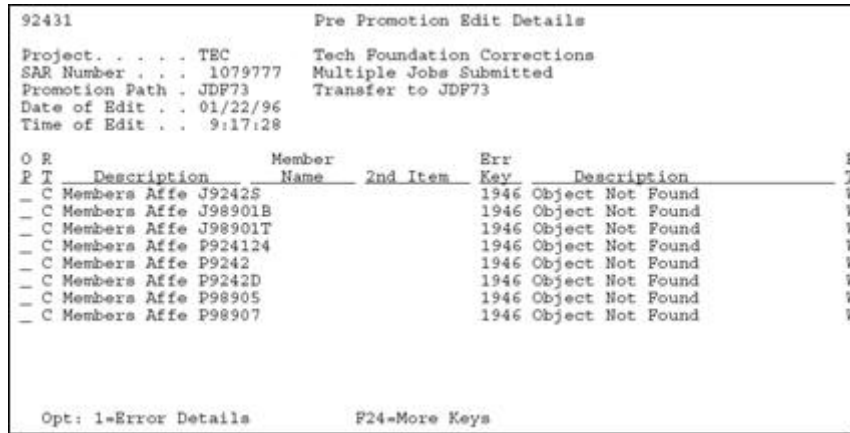 92431 Pre Promotion Edit Details
Project. . . . . TEC Tech Foundation Corrections
SAR Number . . . 1079777 Multiple Jobs Submitted
Promotion Path . JDF73 Transfer to JDF73
Date of Edit . . 01/22/96
Time of Edit . . 9:17:28
O R Member Err
P T Description Name 2nd Item Key Description
_ C Members Affe J9242S 1946 Object Not Found
_ C Members Affe J98901B 1946 Object Not Found
_ C Members Affe J98901T 1946 Object Not Found
_ C Members Affe P924124 1946 Object Not Found
_ C Members Affe P9242 1946 Object Not Found
_ C Members Affe P9242D 1946 Object Not Found
_ C Members Affe P98905 1946 Object Not Found
_ C Members Affe P98907 1946 Object Not Found
Opt: 1=Error Details F24=More Keys